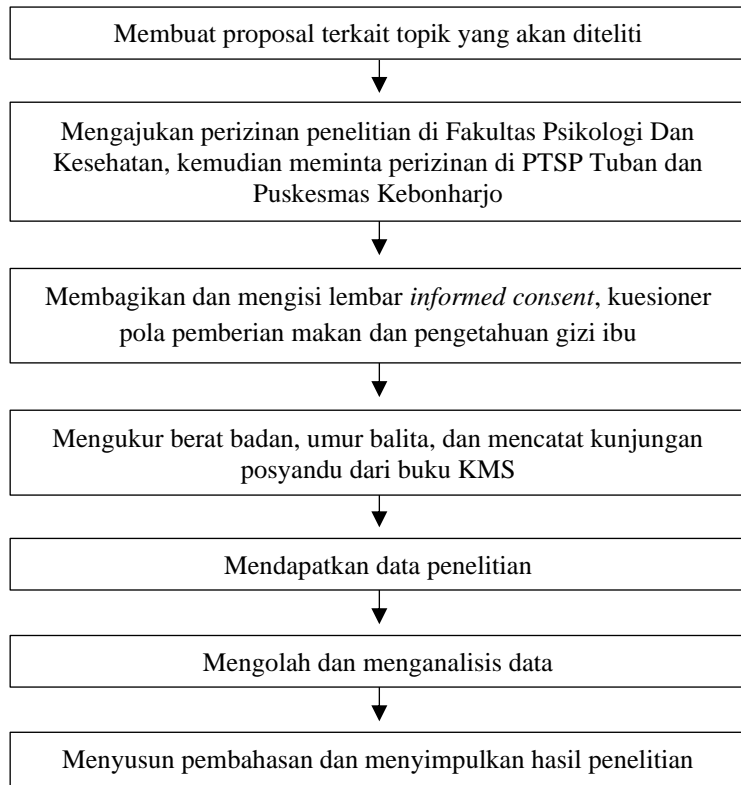 Membuat proposal terkait topik yang akan diteliti
Mengajukan perizinan penelitian di Fakultas Psikologi Dan
Kesehatan, kemudian meminta perizinan di PTSP Tuban dan
Puskesmas Kebonharjo
Membagikan dan mengisi lembar informed consent, kuesioner
pola pemberian makan dan pengetahuan gizi ibu
Mengukur berat badan, umur balita, dan mencatat kunjungan
posyandu dari buku KMS
Mendapatkan data penelitian
Mengolah dan menganalisis data
Menyusun pembahasan dan menyimpulkan hasil penelitian